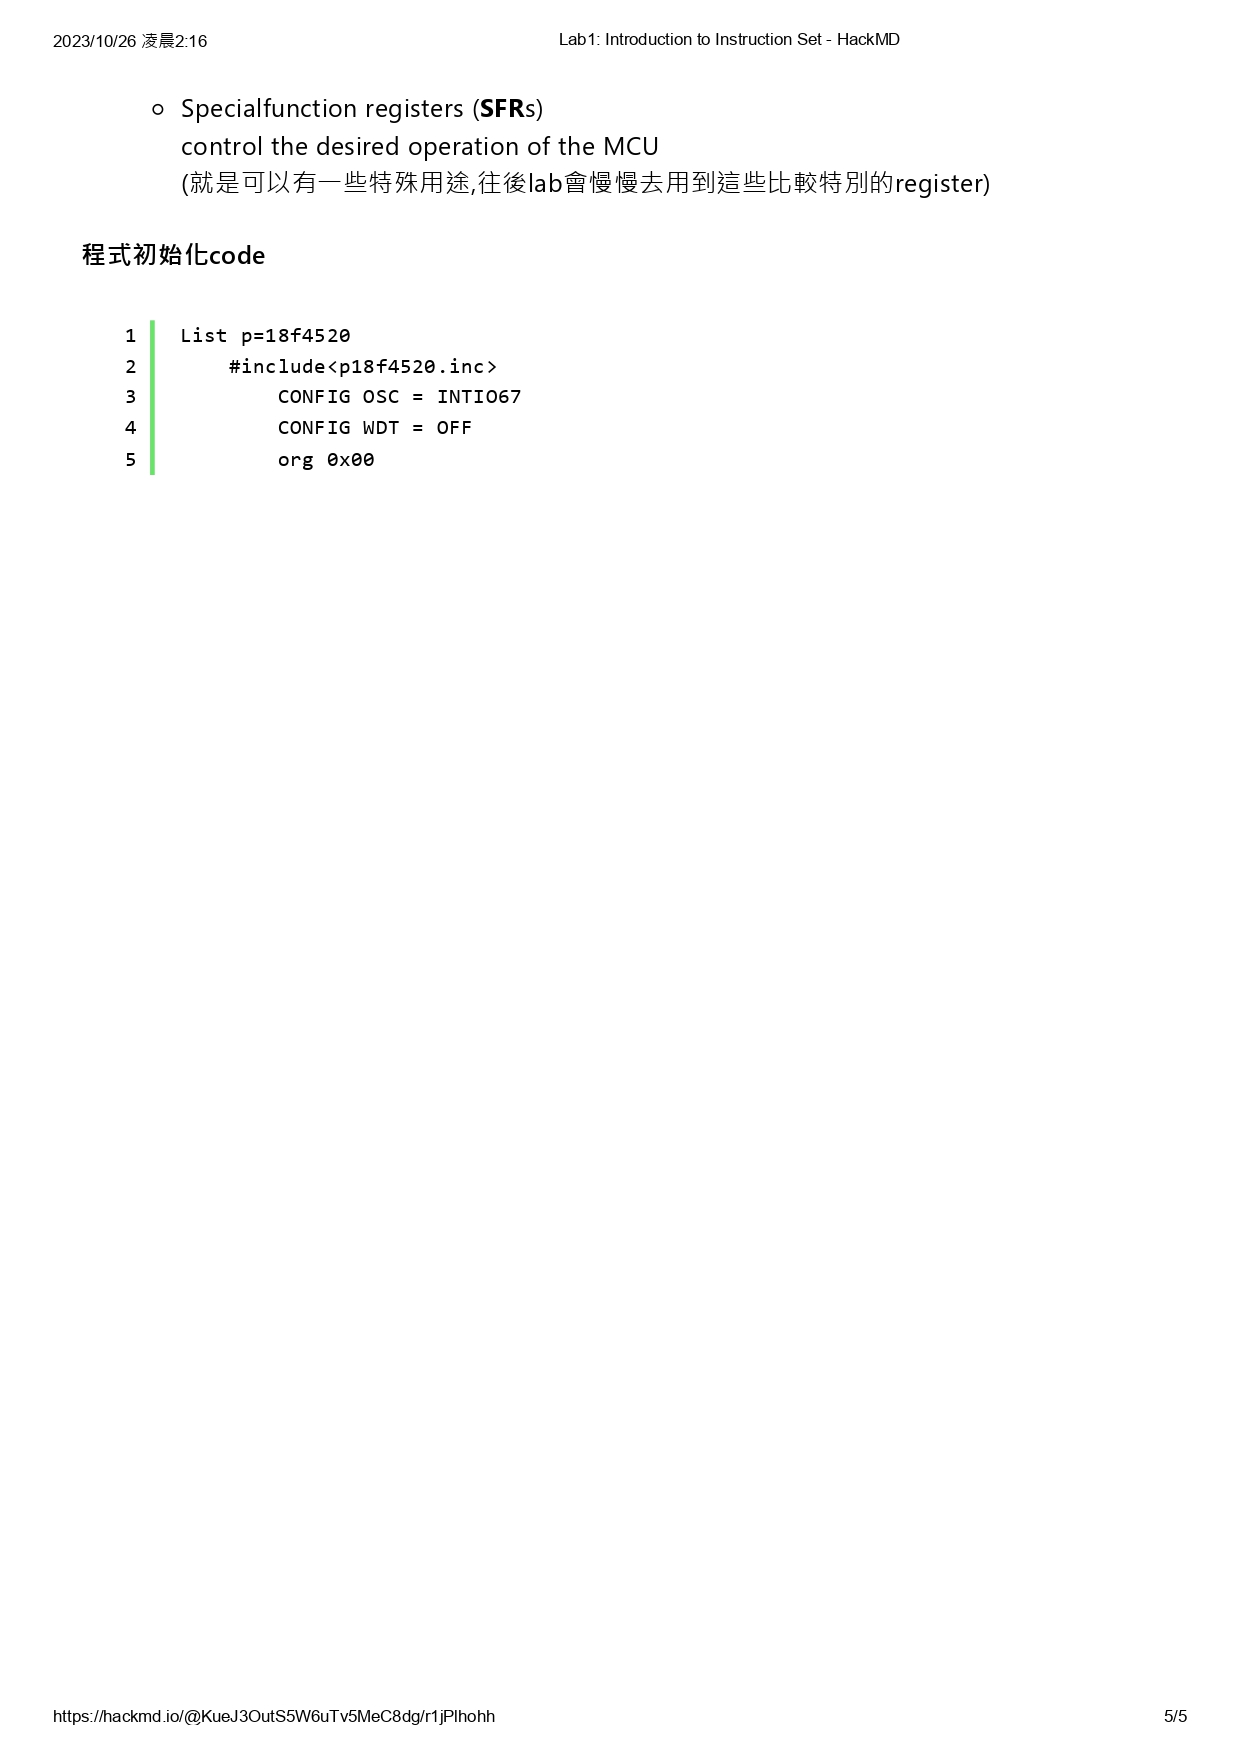 2023/10/26 凌晨2:16
Lab1: Introduction to Instruction Set - HackMD
Specialfunction registers (SFRs)
control the desired operation of the MCU
(就是可以有一些特殊用途,往後lab會慢慢去用到這些比較特別的register)
程式初始化code
1 List p=18f4520
2 #include<p18f4520.inc>
3 CONFIG OSC = INTIO67
4 CONFIG WDT = OFF
5 org 0x00
https://hackmd.io/@KueJ3OutS5W6uTv5MeC8dg/r1jPlhohh
5/5